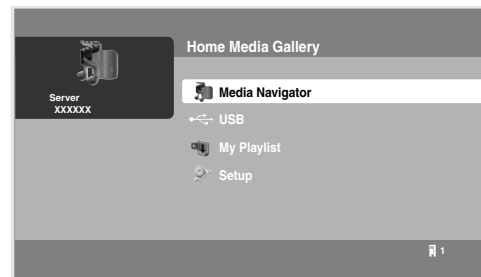 Home Media Gallery
Server
XXXXXX
Media Navigator
USB
My Playlist
Setup
1